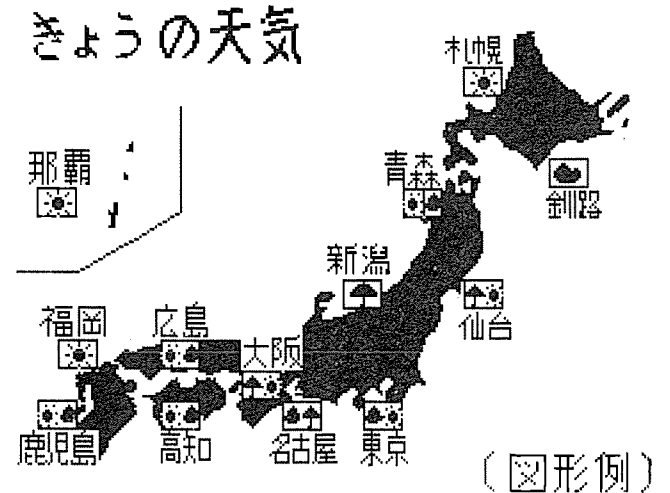 きょうの天気
札幌
那覇
青森
釧路
新潟
仙台
福岡
広島
大阪
鹿児島
高知
名古屋
東京
(図形例)